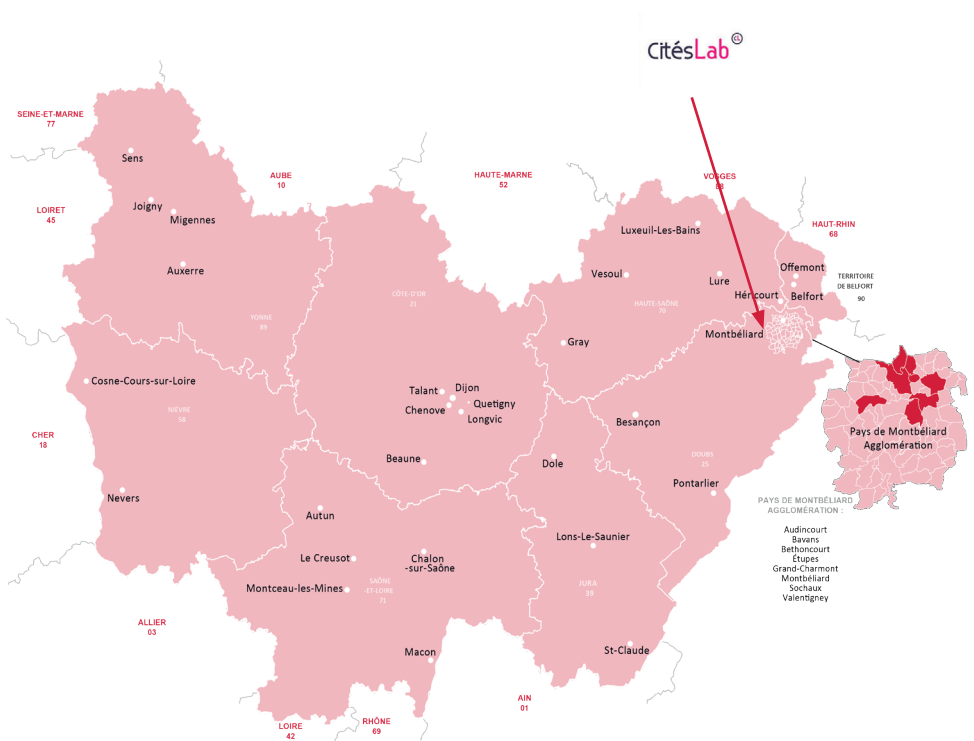 CitésLab CL
SEINE-ET-MARNE
77
Sens
AUBE
10
HAUTE-MARNE
52
VOSGES
88
LOIRET
45
Joigny
Migennes
Luxeuil-Les-Bains
HAUT-RHIN
68
Auxerre
Vesoul
Lure
Offemont
TERRITOIRE
DE BELFORT
90
Héricourt
Belfort
CÔTE-D'OR
21
HAUTE-SAÔNE
70
YONNE
89
Montbéliard
Gray
Cosne-Cours-sur-Loire
Talant
Dijon
Chenove
Quetigny
Longvic
NIÈVRE
58
Besançon
Pays de Montbéliard
Agglomération
CHER
18
Beaune
Dole
DOUBS
25
Nevers
Pontarlier
PAYS DE MONTBÉLIARD
AGGLOMÉRATION :
Audincourt
Bavans
Bethoncourt
Étupes
Grand-Charmont
Montbéliard
Sochaux
Valentigney
Autun
Lons-Le-Saunier
Le Creusot
Chalon
-sur-Saône
Montceau-les-Mines
SAÔNE
-ET-LOIRE
71
JURA
39
ALLIER
03
Macon
St-Claude
AIN
01
LOIRE
42
RHÔNE
69